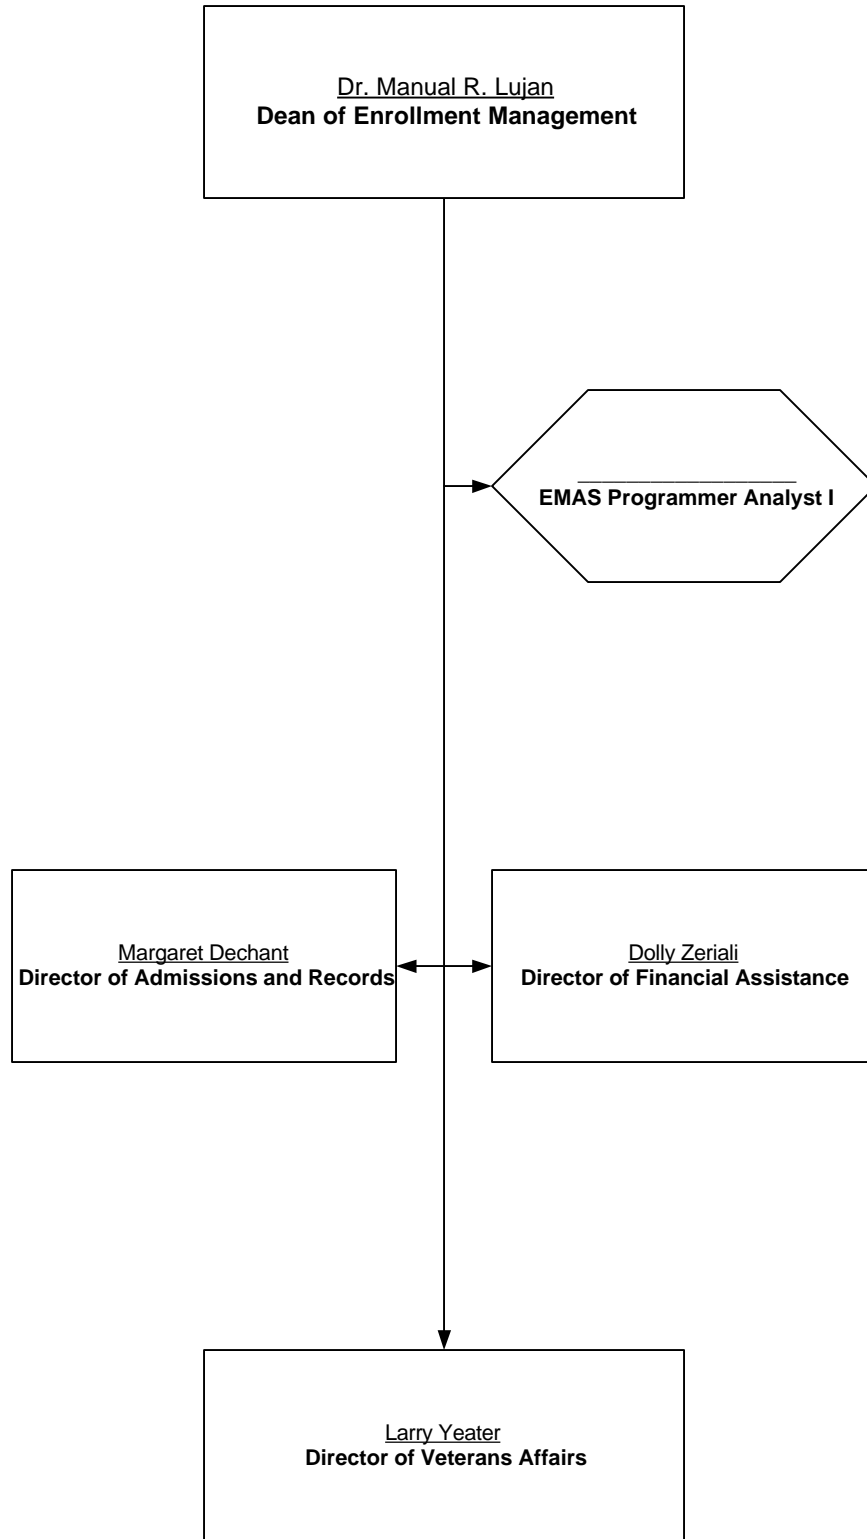 Dr. Manual R. Lujan
Dean of Enrollment Management
__________________
EMAS Programmer Analyst I
Margaret Dechant
Director of Admissions and Records
Dolly Zeriali
Director of Financial Assistance
Larry Yeater
Director of Veterans Affairs